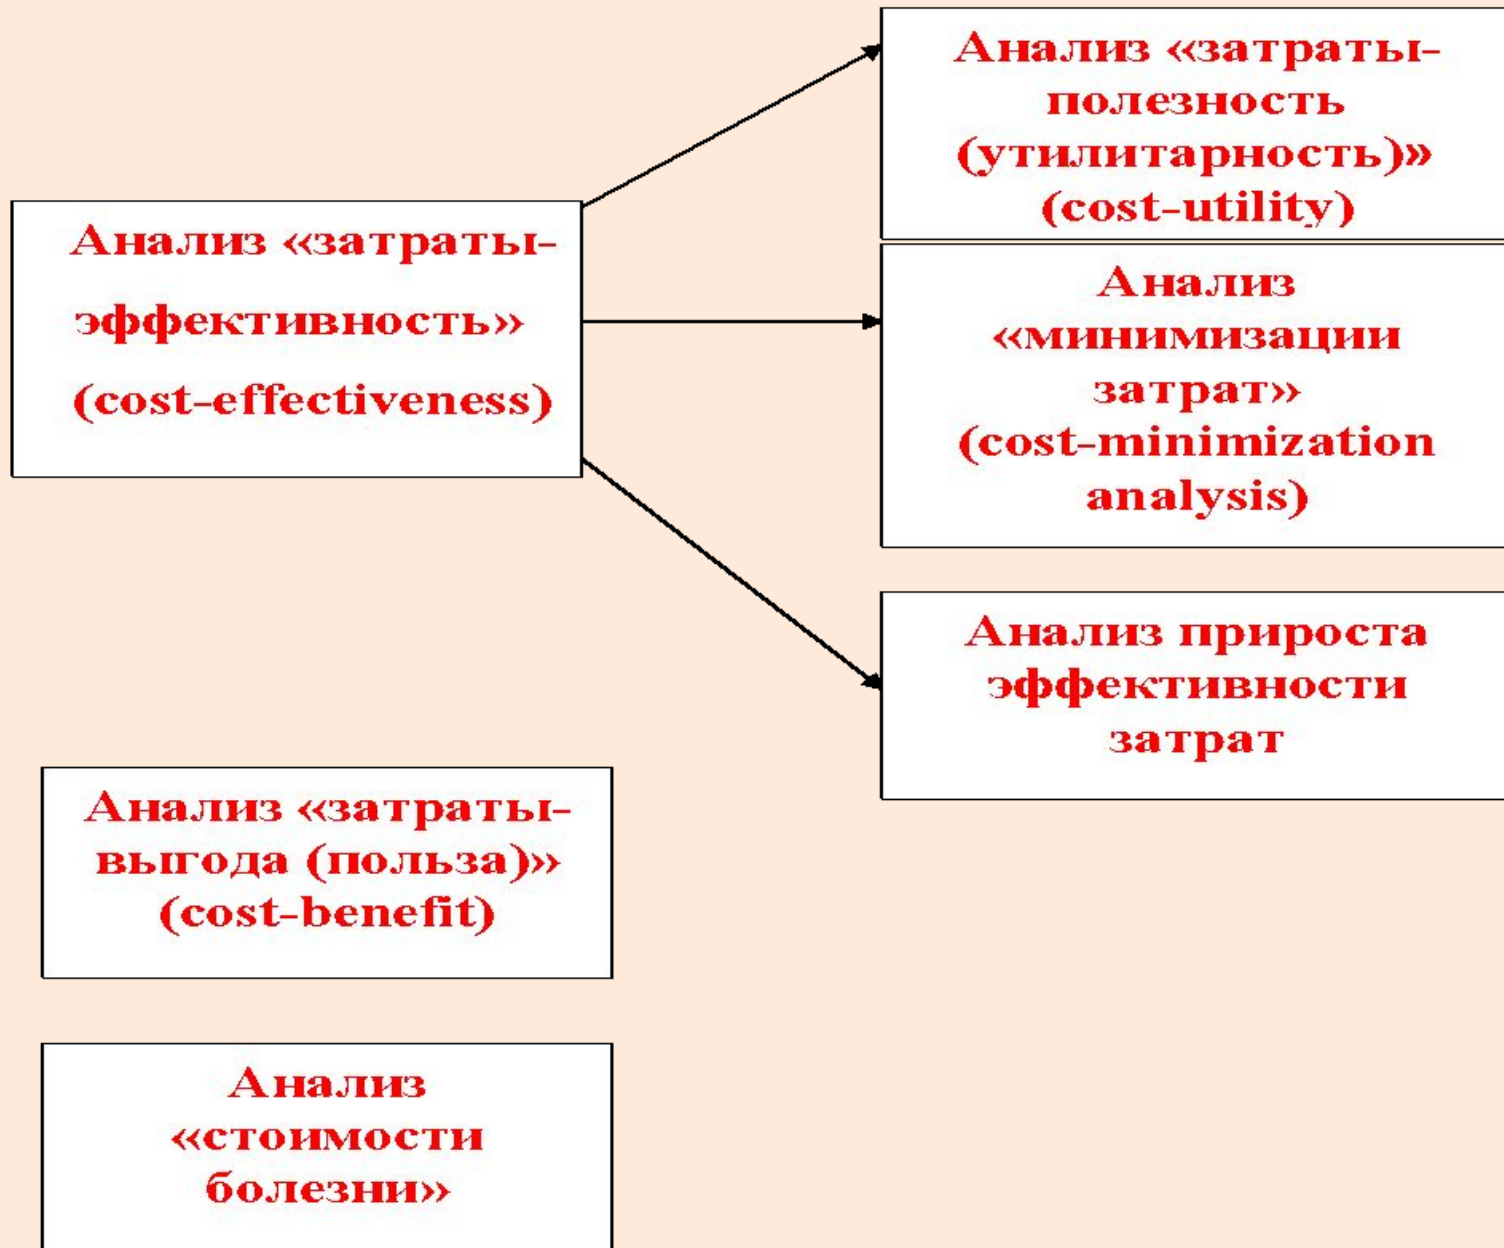 Анализ «затраты-
полезность
(утилитарность)»
(cost-utility)
Анализ «затраты-
эффективность»
(cost-effectiveness)
Анализ
«минимизации
затрат»
(cost-minimization
analysis)
Анализ прироста
эффективности
затрат
Анализ «затраты-
выгода (польза)»
(cost-benefit)
Анализ
«стоимости
болезни»